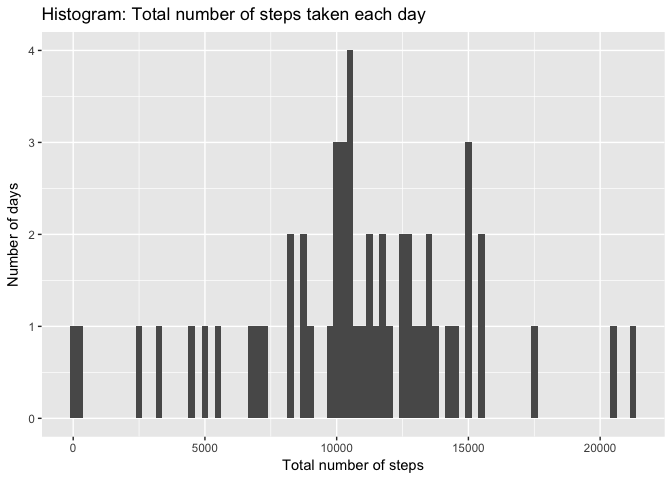 Histogram: Total number of steps taken each day
4
3
2
1
0
Number of days
0 5000 10000 15000 20000
Total number of steps